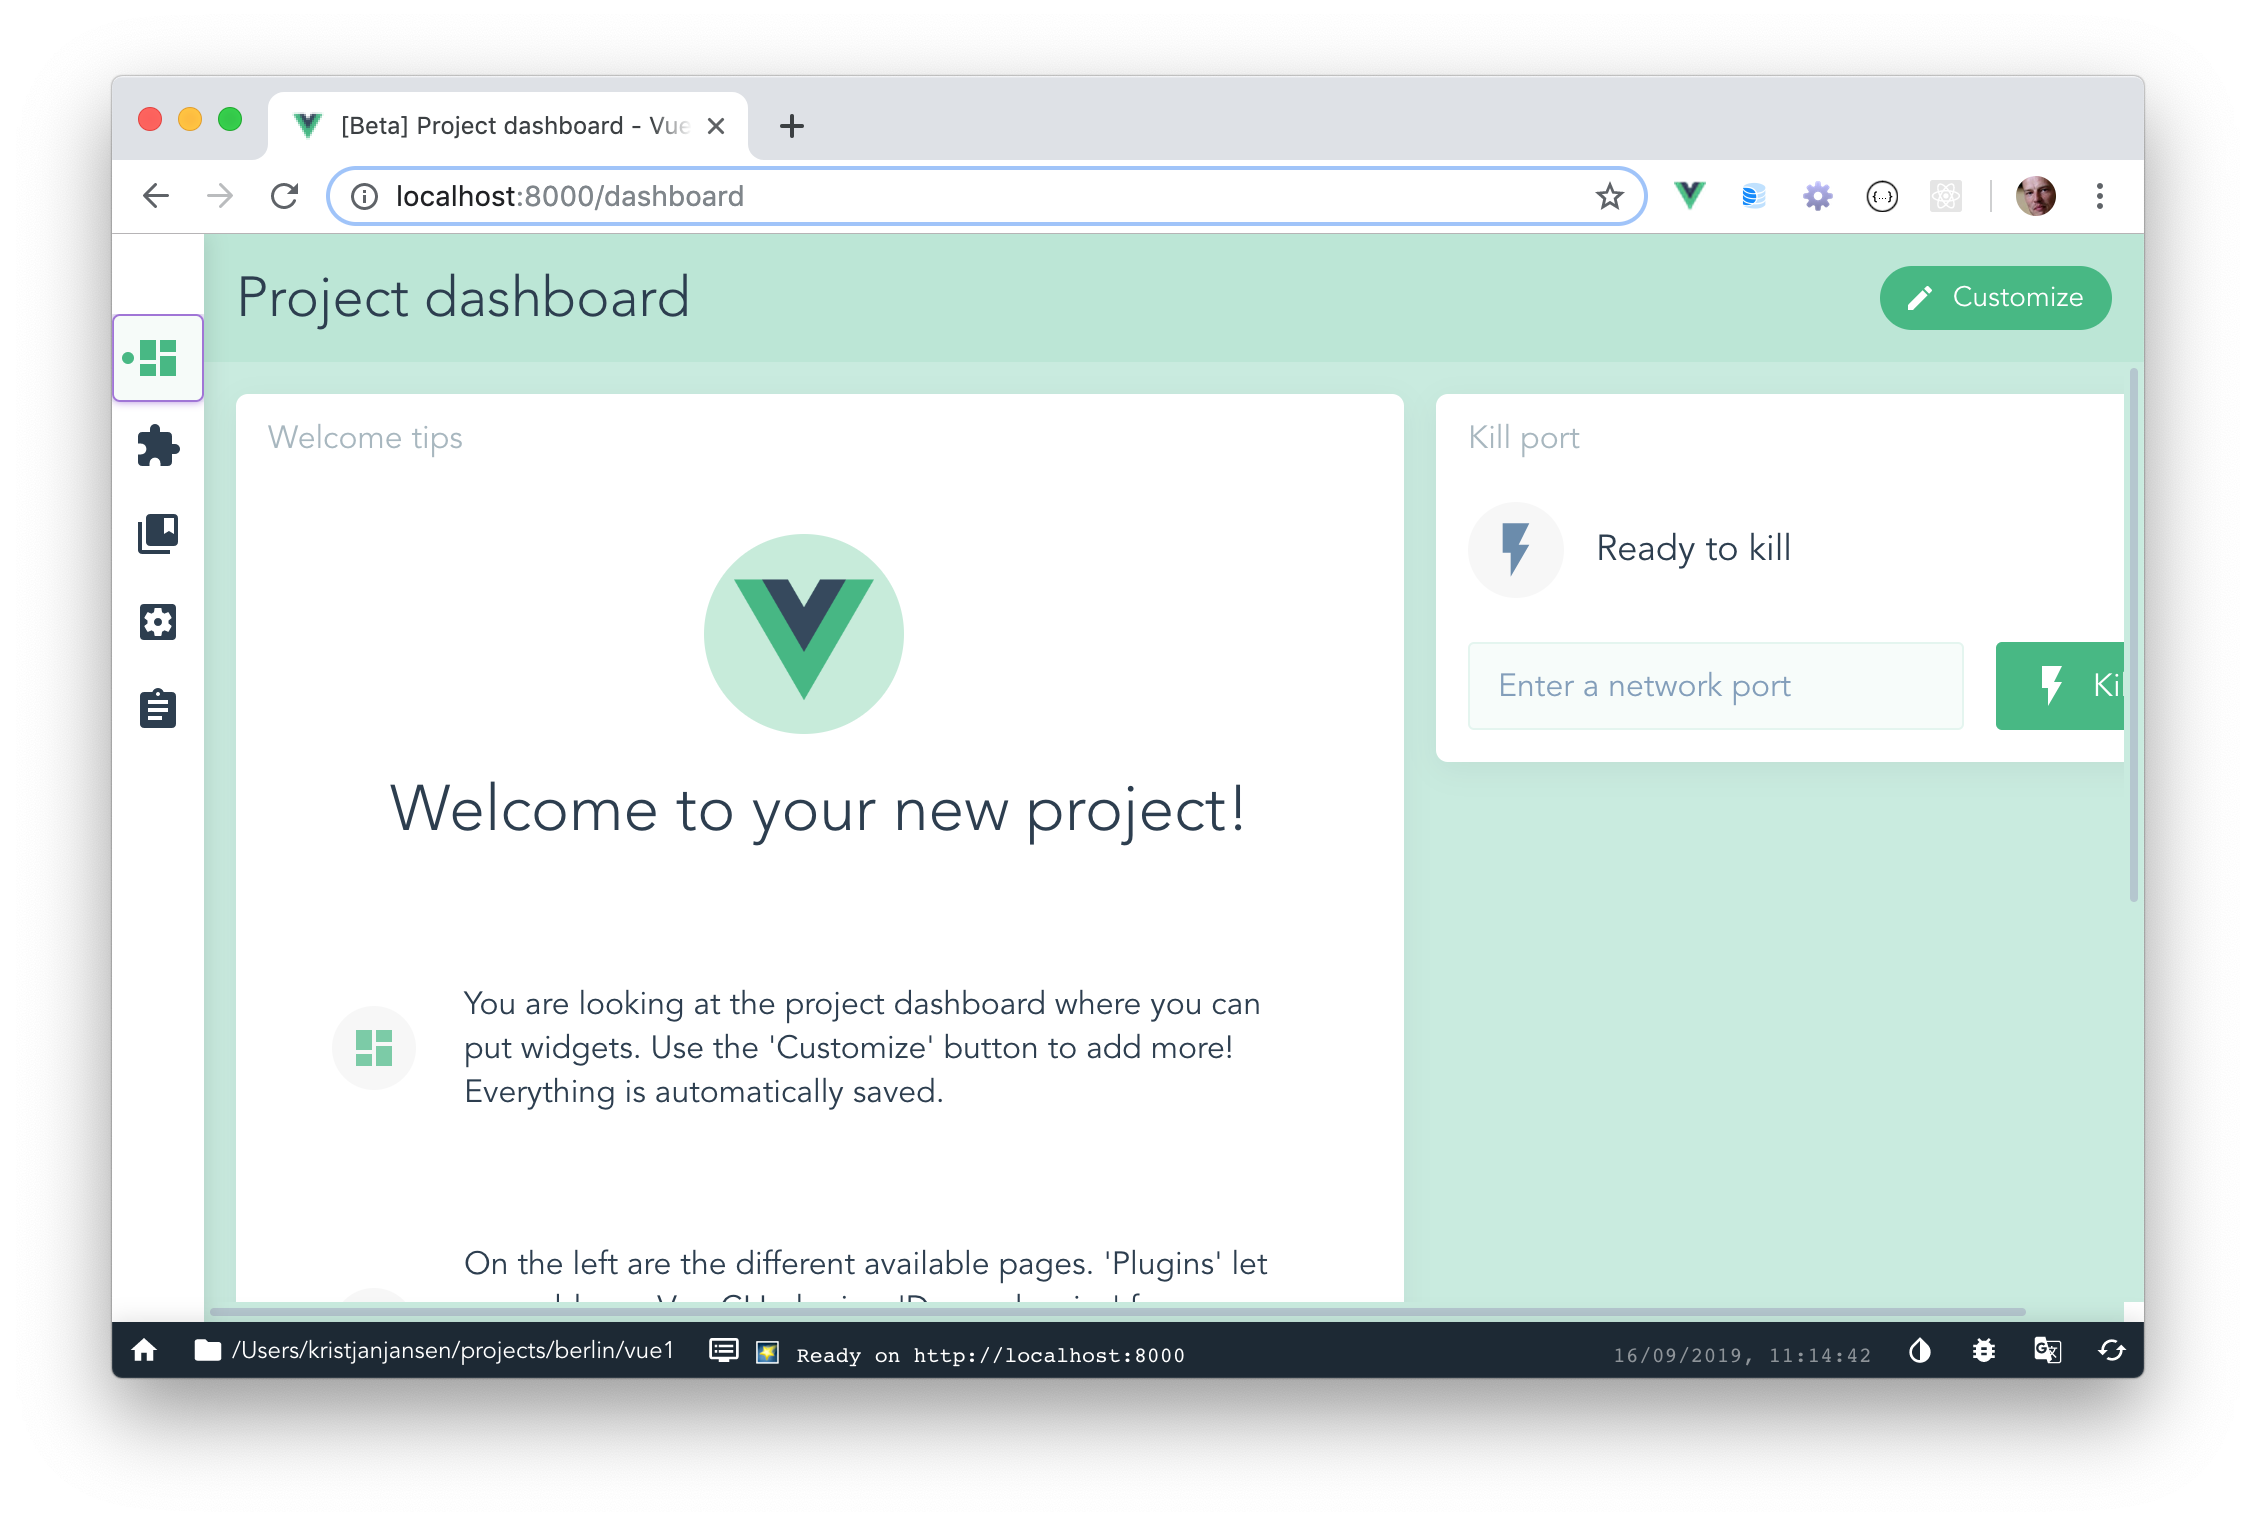 [Beta] Project dashboard - Vue
localhost:8000/dashboard
Project dashboard
Customize
Welcome tips
Welcome to your new project!
You are looking at the project dashboard where you can
put widgets. Use the 'Customize' button to add more!
Everything is automatically saved.
On the left are the different available pages. 'Plugins' let
Kill port
Ready to kill
Enter a network port
/Users/kristjanjansen/projects/berlin/vue1
Ready on http://localhost:8000
16/09/2019, 11:14:42